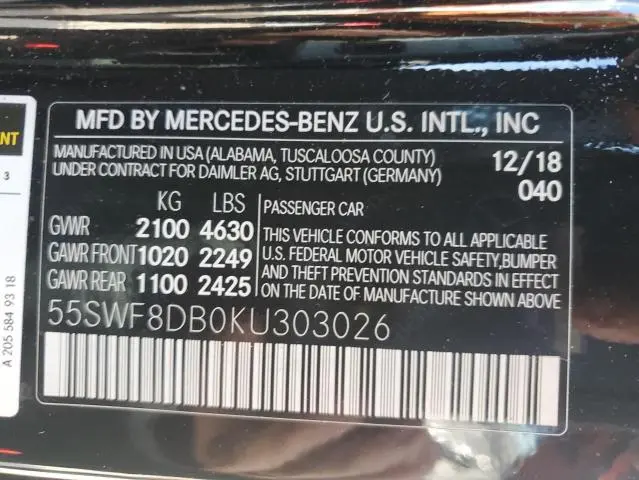 MFD BY MERCEDES-BENZ U.S. INTL., INC
MANUFACTURED IN USA (ALABAMA, TUSCALOOSA COUNTY)
UNDER CONTRACT FOR DAIMLER AG, STUTTGART (GERMANY)
12/18
040
KG LBS
GVWR 2100 4630
GAWR FRONT 1020 2249
GAWR REAR 1100 2425
PASSENGER CAR
THIS VEHICLE CONFORMS TO ALL APPLICABLE
U.S. FEDERAL MOTOR VEHICLE SAFETY,BUMPER
AND THEFT PREVENTION STANDARDS IN EFFECT
ON THE DATE OF MANUFACTURE SHOWN ABOVE
55SWF8DB0KU303026
3
A 205 584 93 18